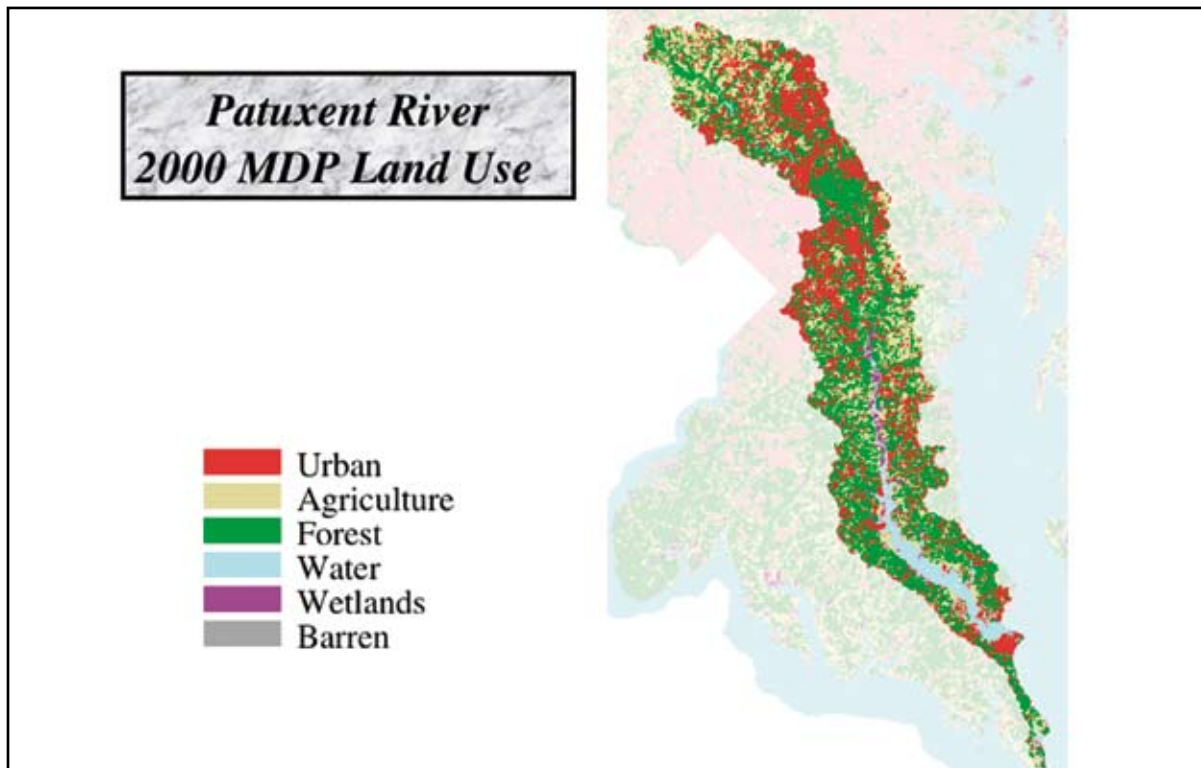 Patuxent River
2000 MDP Land Use
Urban
Agriculture
Forest
Water
Wetlands
Barren